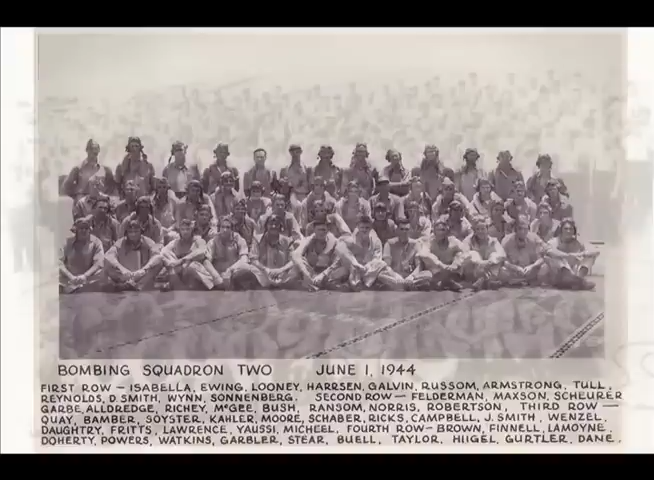 BOMBING SQUADRON TWO JUNE 1, 1944
FIRST ROW — ISABELLA, EWING, LOONEY, HARRSEN, GALVIN, RUSSOM, ARMSTRONG, TULL,
REYNOLDS, D. SMITH, WYNN, SONNENBERG. SECOND ROW — FELDERMAN, MAXSON, SCHEURER
GARBE, ALLDREDGE, RICHEY, McGEE, BUSH, RANSOM, NORRIS, ROBERTSON, THIRD ROW —
QUAY, BAMBER, SOYSTER, KAHLER, MOORE, SCHABER, RICKS, CAMPBELL, J. SMITH, WENZEL,
DAUGHTRY, FRITTS, LAWRENCE, YAUSSI, MICHEEL, FOURTH ROW—BROWN, FINNELL, LAMOYNE,
DOHERTY, POWERS, WATKINS, GARBLER, STEAR, BUELL, TAYLOR, HIIGEL, GURTLER, DANE.